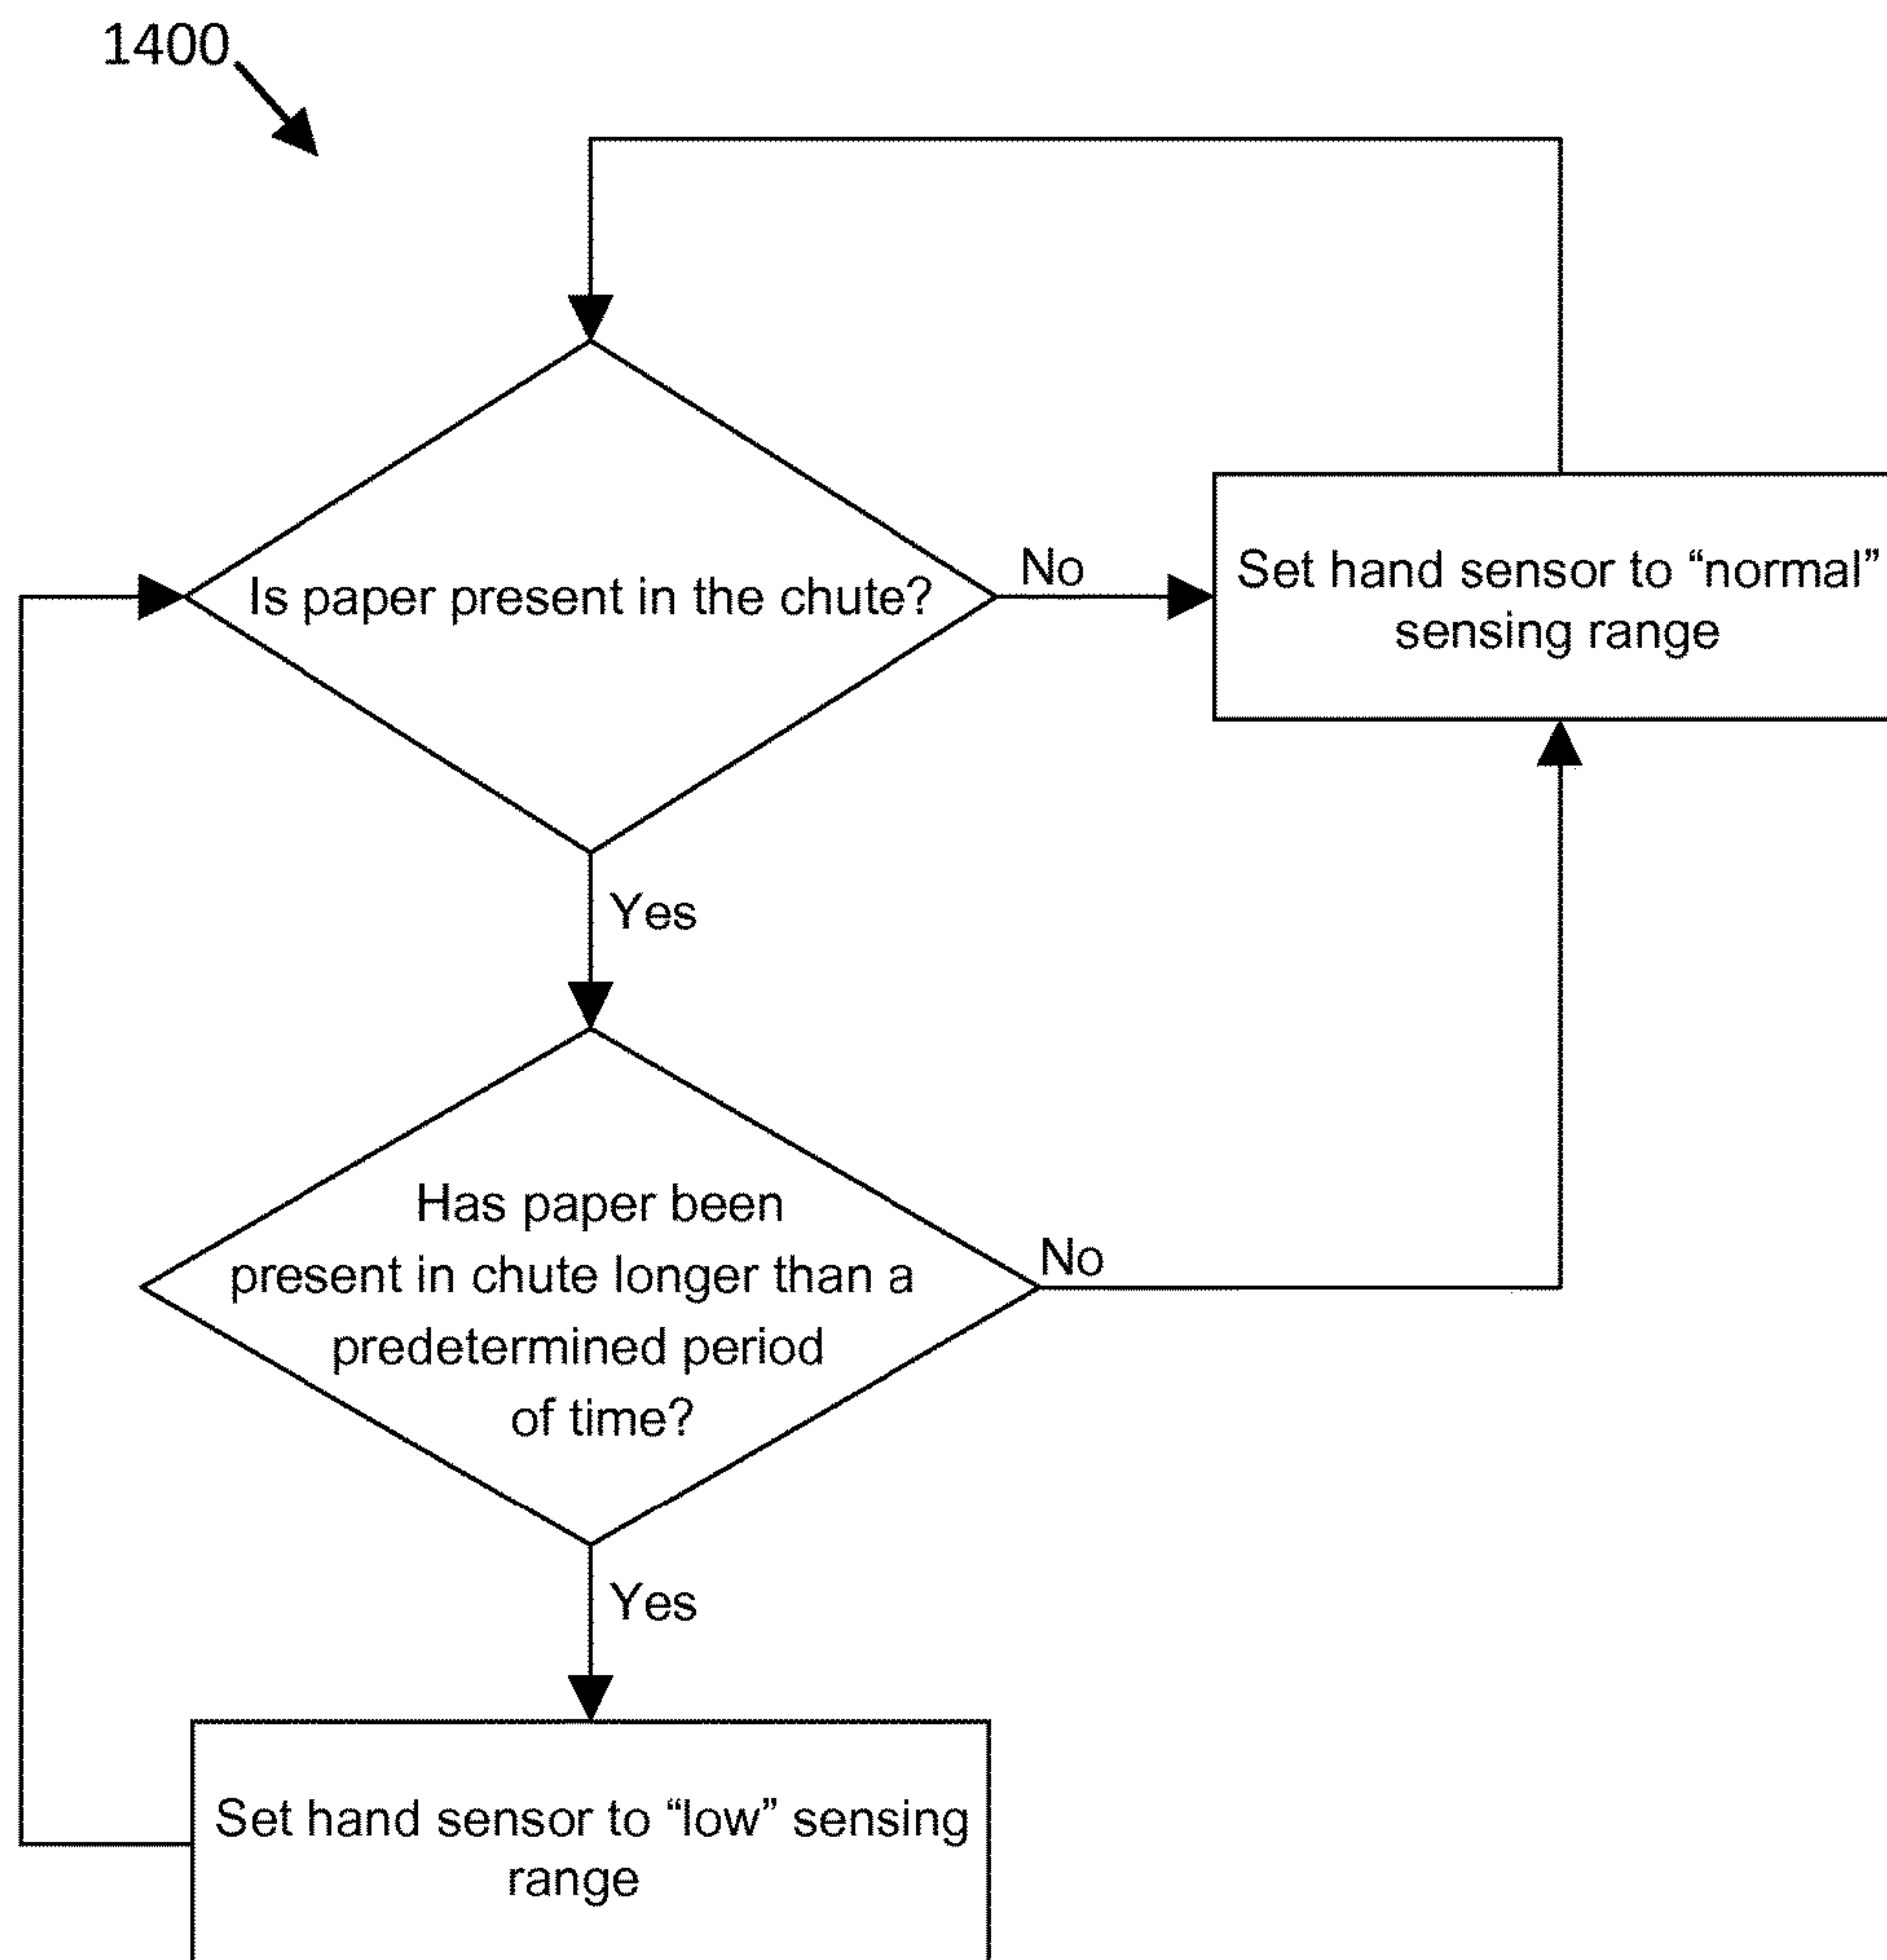 1400
Is paper present in the chute?
No
Set hand sensor to “normal”
sensing range
Yes
Has paper been
present in chute longer than a
predetermined period
of time?
No
Yes
Set hand sensor to “low” sensing
range